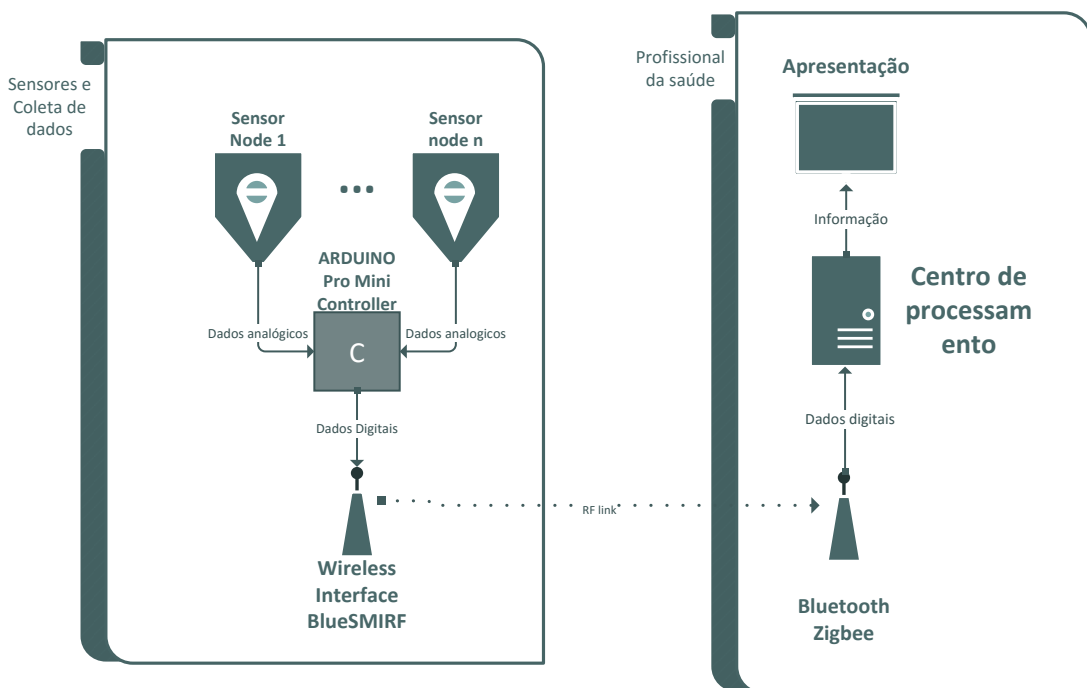 Sensores e
Coleta de
dados
Sensor
Node 1
Sensor
node n
ARDUINO
Pro Mini
Controller
Dados analógicos
Dados analogicos
C
Dados Digitais
Wireless
Interface
BlueSMIRF
RF link
Profissional
da saúde
Apresentação
Informação
Centro de
processam
ento
Dados digitais
Bluetooth
Zigbee